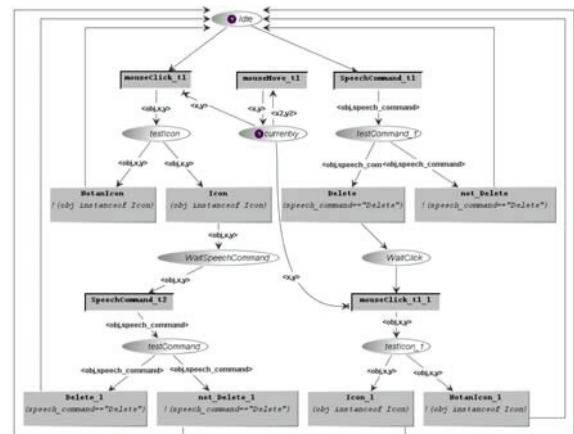 Idle
mouseClick_t1
mouseMove_t1
SpeechCommand_t1
<x,y>
<x,y>
<x2,y2>
<obj,speech_command>
<obj,x,y>
testIcon
currentxy
testCommand_1
<obj,x,y>
<obj,x,y>
<obj,speech_com
<obj,speech_command>
NotanIcon
! (obj instanceof Icon)
Icon
(obj instanceof Icon)
Delete
(speech_command=="Delete")
not_Delete
! (speech_command=="Delete")
<obj,x,y>
WaitSpeechCommand
WaitClick
<obj,x,y>
<x,y>
SpeechCommand_t2
mouseClick_t1_1
<obj,speech_command>
<obj,x,y>
testCommand
testIcon_1
<obj,speech_command>
<obj,speech_command>
<obj,x,y>
<obj,x,y>
Delete_1
(speech_command=="Delete")
not_Delete_1
! (speech_command=="Delete")
Icon_1
(obj instanceof Icon)
NotanIcon_1
! (obj instanceof Icon)